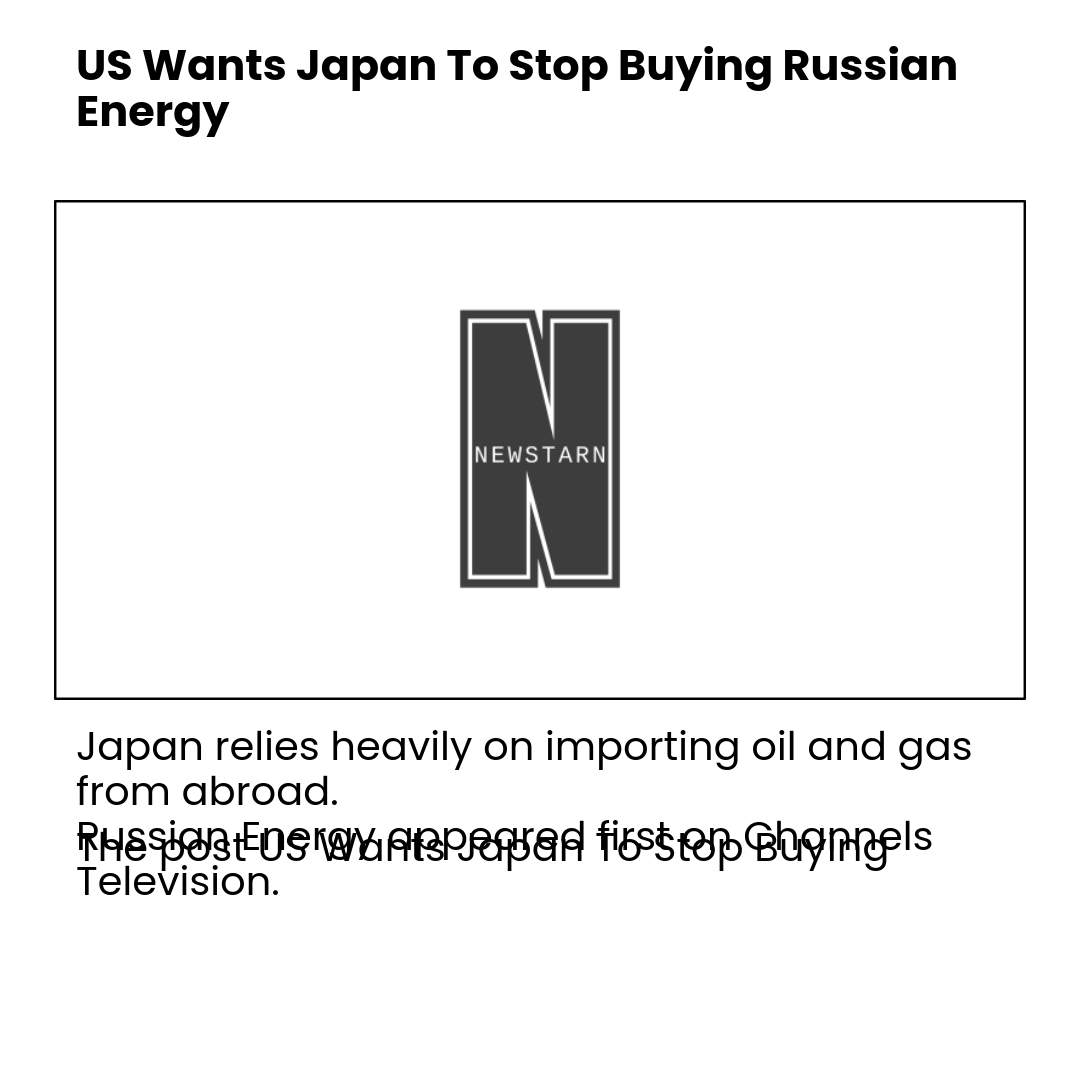 US Wants Japan To Stop Buying Russian
Energy
NEWSTARN
Japan relies heavily on importing oil and gas
from abroad.
The post US Wants Japan To Stop Buying
Russian Energy appeared first on Channels
Television.